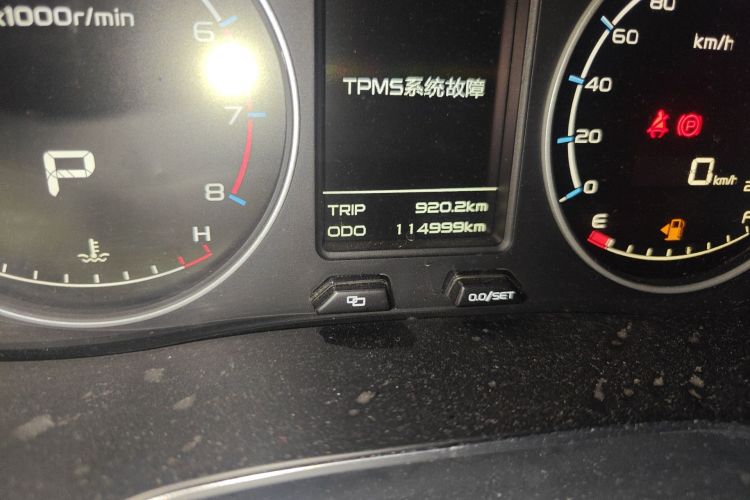 x1000r/min
6
7
8
P
H
TPMS系统故障
TRIP 920.2km
ODO 114999km
0.0/SET
80
60
40
20
0
km/h
P
0km/h
E